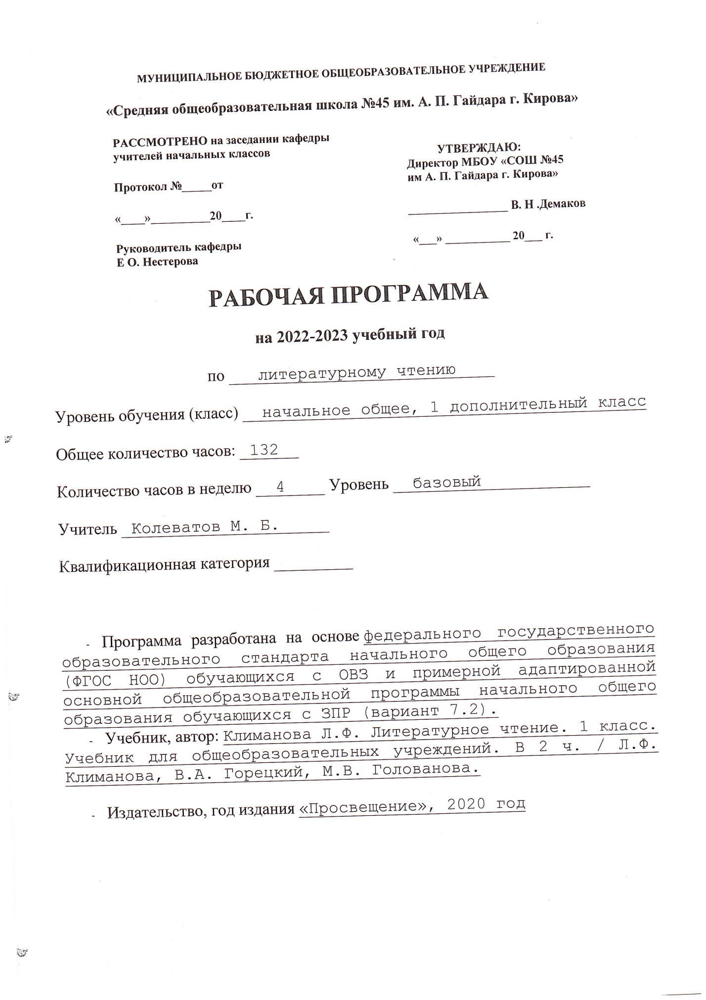 МУНИЦИПАЛЬНОЕ БЮДЖЕТНОЕ ОБЩЕОБРАЗОВАТЕЛЬНОЕ УЧРЕЖДЕНИЕ
«Средняя общеобразовательная школа №45 им. А. П. Гайдара г. Кирова»
РАССМОТРЕНО на заседании кафедры
учителей начальных классов
Протокол №_____от
«____»__________20____г.
Руководитель кафедры
Е О. Нестерова
УТВЕРЖДАЮ:
Директор МБОУ «СОШ №45
им А. П. Гайдара г. Кирова»
_________________ В. Н .Демаков
«___» ___________ 20___ г.
РАБОЧАЯ ПРОГРАММА
на 2022-2023 учебный год
по литературному чтению
Уровень обучения (класс) начальное общее, 1 дополнительный класс
Общее количество часов: 132
Количество часов в неделю 4 Уровень базовый
Учитель Колеватов М. Б.
Квалификационная категория __________
- Программа разработана на основе федерального государственного
образовательного стандарта начального общего образования
(ФГОС НОО) обучающихся с ОВЗ и примерной адаптированной
основной общеобразовательной программы начального общего
образования обучающихся с ЗПР (вариант 7.2).
- Учебник, автор: Климанова Л.Ф. Литературное чтение. 1 класс.
Учебник для общеобразовательных учреждений. В 2 ч. / Л.Ф.
Климанова, В.А. Горецкий, М.В. Голованова.
- Издательство, год издания «Просвещение», 2020 год